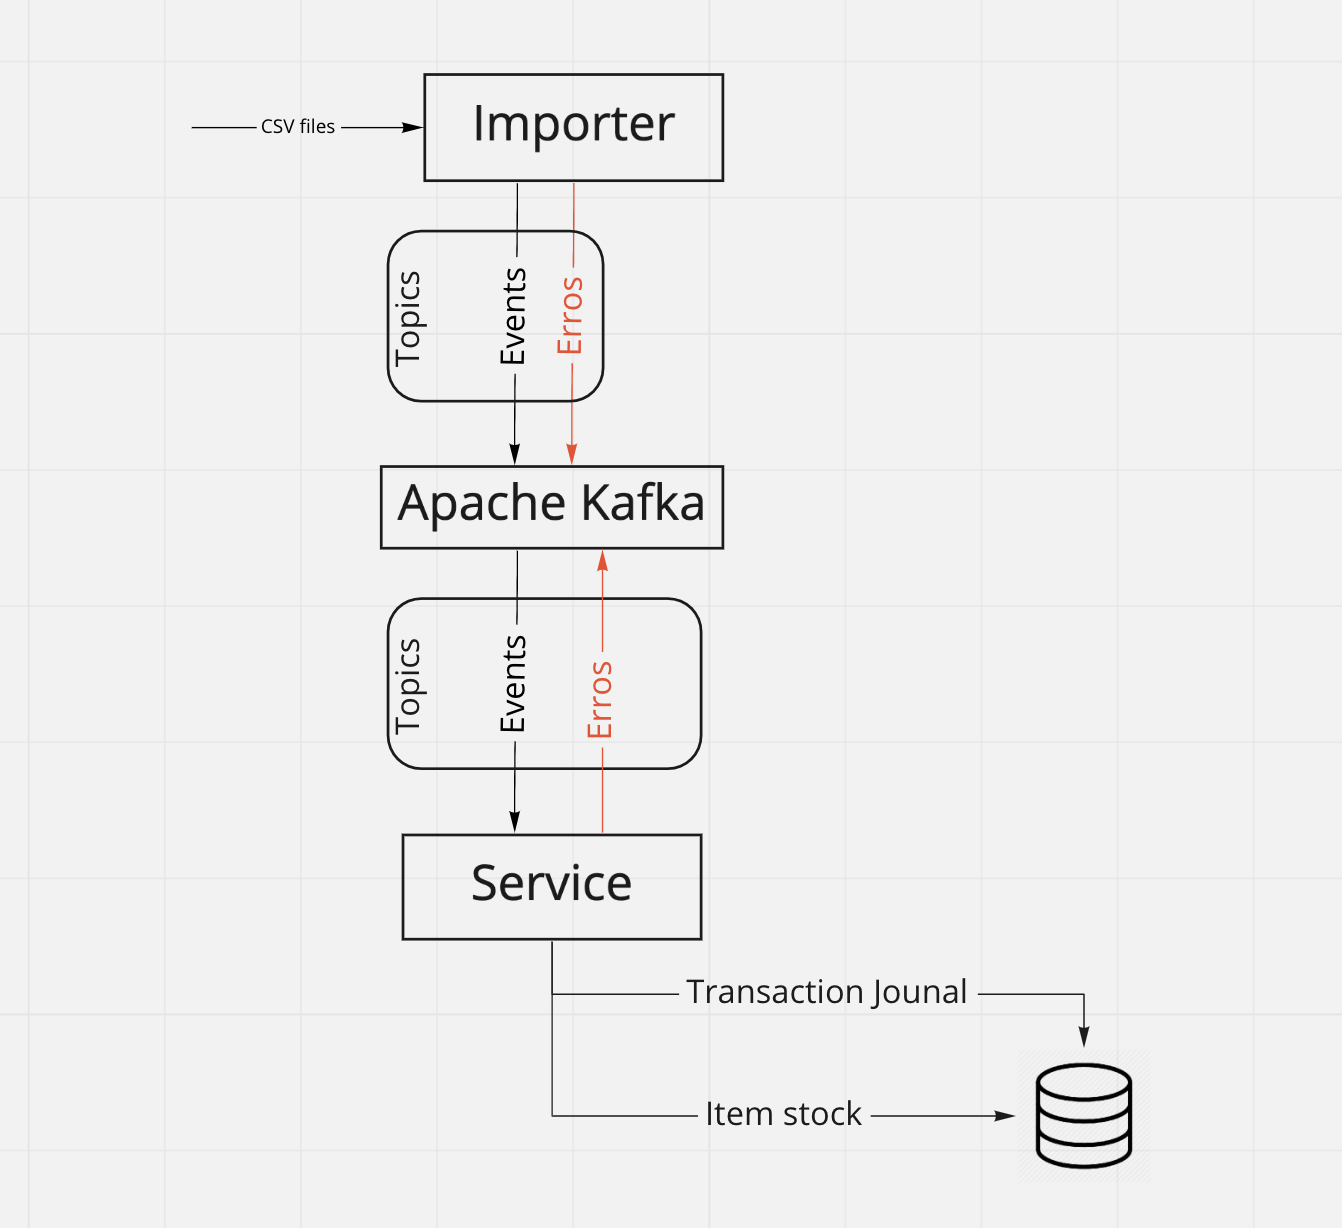 Importer
CSV files
Topics
Events
Erros
Apache Kafka
Topics
Events
Erros
Service
Transaction Jounal
Item stock